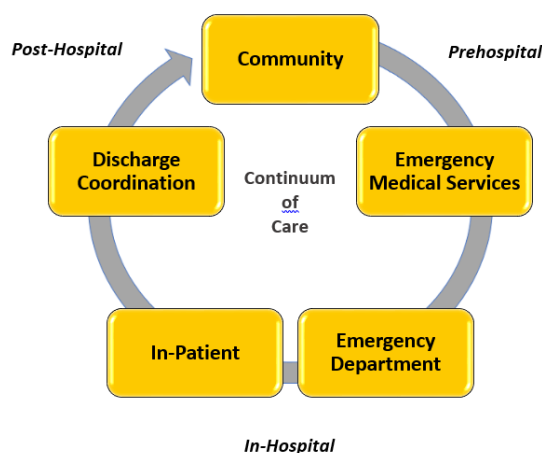 Post-Hospital
Community
Prehospital
Discharge
Coordination
Continuum
of
Care
Emergency
Medical Services
In-Patient
Emergency
Department
In-Hospital